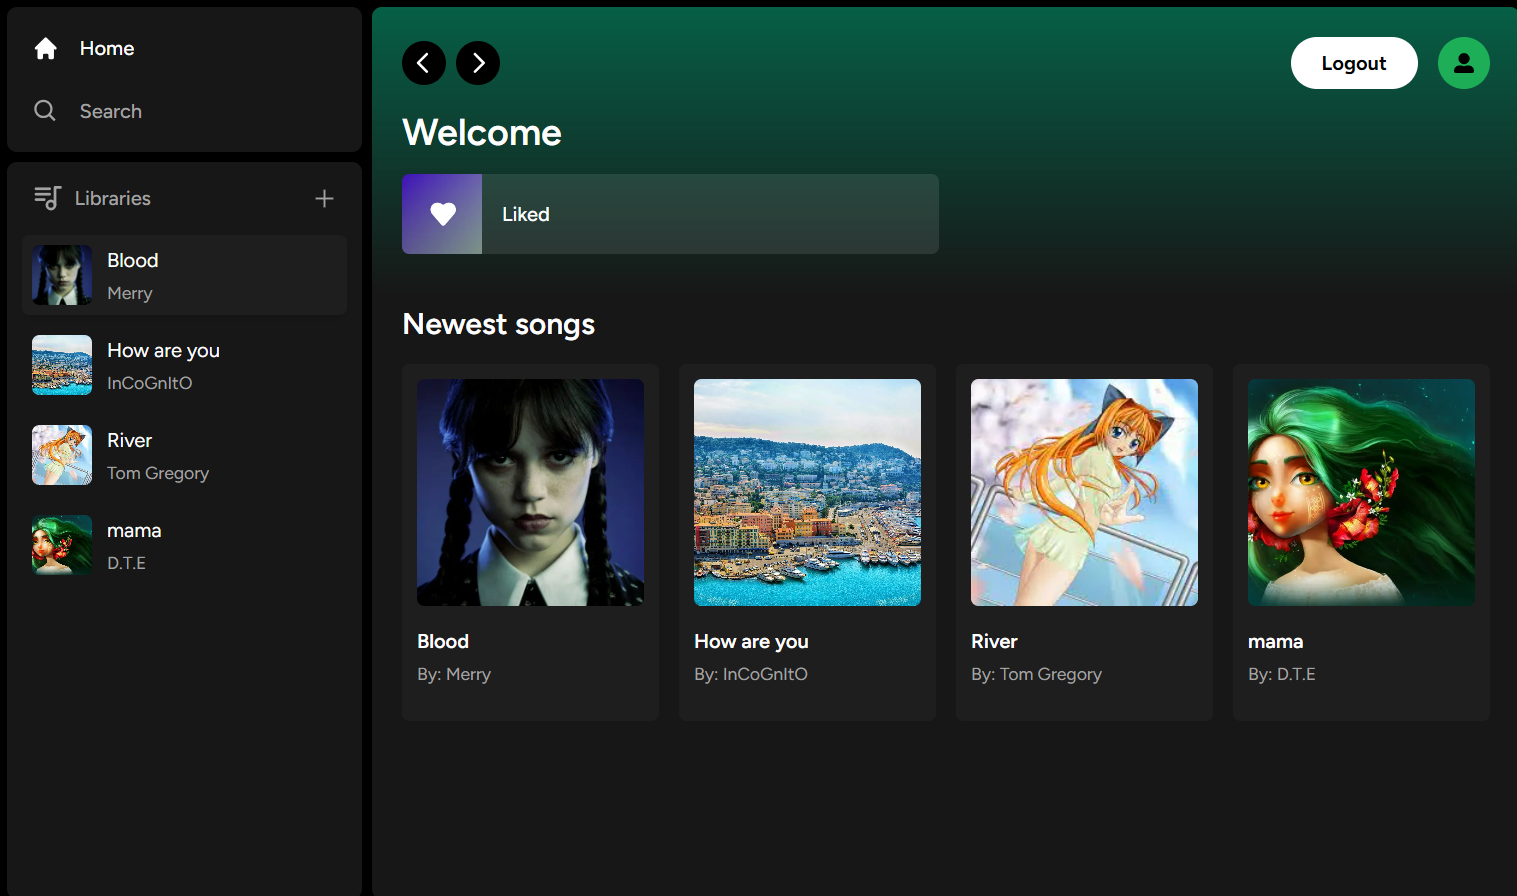 Home
Search
Libraries
Blood
Merry
How are you
InCoGnItO
River
Tom Gregory
mama
D.T.E
Logout
Welcome
Liked
Newest songs
Blood
By: Merry
How are you
By: InCoGnItO
River
By: Tom Gregory
mama
By: D.T.E